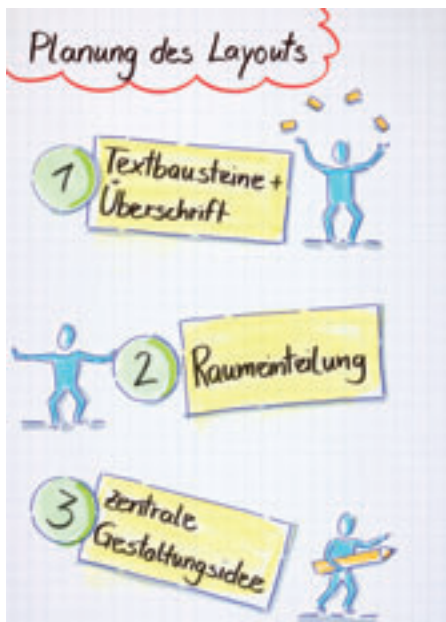 Planung des Layouts
1
Textbausteine +
Überschrift
2
Raumeinteilung
3
zentrale
Gestaltungsidee